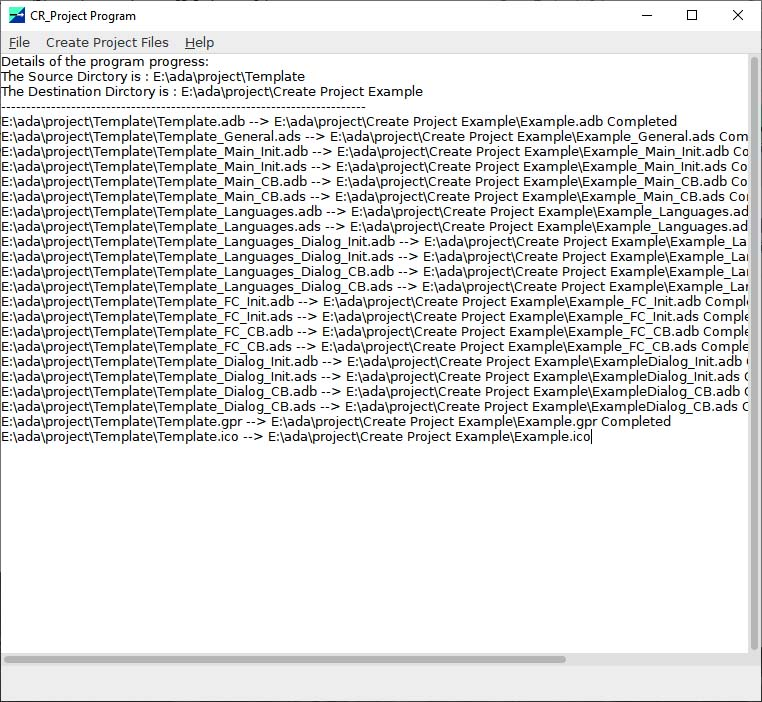 CR_Project Program
File Create Project Files Help
Details of the program progress:
The Source Dirctory is : E:\ada\project\Template
The Destination Dirctory is : E:\ada\project\Create Project Example
-------------------------------------------------------------------------
E:\ada\project\Template\Template.adb --> E:\ada\project\Create Project Example\Example.adb Completed
E:\ada\project\Template\Template_General.ads --> E:\ada\project\Create Project Example\Example_General.ads Com
E:\ada\project\Template\Template_Main_Init.adb --> E:\ada\project\Create Project Example\Example_Main_Init.adb Co
E:\ada\project\Template\Template_Main_Init.ads --> E:\ada\project\Create Project Example\Example_Main_Init.ads Co
E:\ada\project\Template\Template_Main_CB.adb --> E:\ada\project\Create Project Example\Example_Main_CB.adb Co
E:\ada\project\Template\Template_Main_CB.ads --> E:\ada\project\Create Project Example\Example_Main_CB.ads Co
E:\ada\project\Template\Template_Languages.adb --> E:\ada\project\Create Project Example\Example_Languages.ad
E:\ada\project\Template\Template_Languages.ads --> E:\ada\project\Create Project Example\Example_Languages.ad
E:\ada\project\Template\Template_Languages_Dialog_Init.adb --> E:\ada\project\Create Project Example\Example_La
E:\ada\project\Template\Template_Languages_Dialog_Init.ads --> E:\ada\project\Create Project Example\Example_La
E:\ada\project\Template\Template_Languages_Dialog_CB.adb --> E:\ada\project\Create Project Example\Example_La
E:\ada\project\Template\Template_Languages_Dialog_CB.ads --> E:\ada\project\Create Project Example\Example_La
E:\ada\project\Template\Template_FC_Init.adb --> E:\ada\project\Create Project Example\Example_FC_Init.adb Comple
E:\ada\project\Template\Template_FC_Init.ads --> E:\ada\project\Create Project Example\Example_FC_Init.ads Comple
E:\ada\project\Template\Template_FC_CB.adb --> E:\ada\project\Create Project Example\Example_FC_CB.adb Comple
E:\ada\project\Template\Template_FC_CB.ads --> E:\ada\project\Create Project Example\Example_FC_CB.ads Comple
E:\ada\project\Template\Template_Dialog_Init.adb --> E:\ada\project\Create Project Example\ExampleDialog_Init.adb
E:\ada\project\Template\Template_Dialog_Init.ads --> E:\ada\project\Create Project Example\ExampleDialog_Init.ads C
E:\ada\project\Template\Template_Dialog_CB.adb --> E:\ada\project\Create Project Example\ExampleDialog_CB.adb
E:\ada\project\Template\Template_Dialog_CB.ads --> E:\ada\project\Create Project Example\ExampleDialog_CB.ads C
E:\ada\project\Template\Template.gpr --> E:\ada\project\Create Project Example\Example.gpr Completed
E:\ada\project\Template\Template.ico --> E:\ada\project\Create Project Example\Example.ico